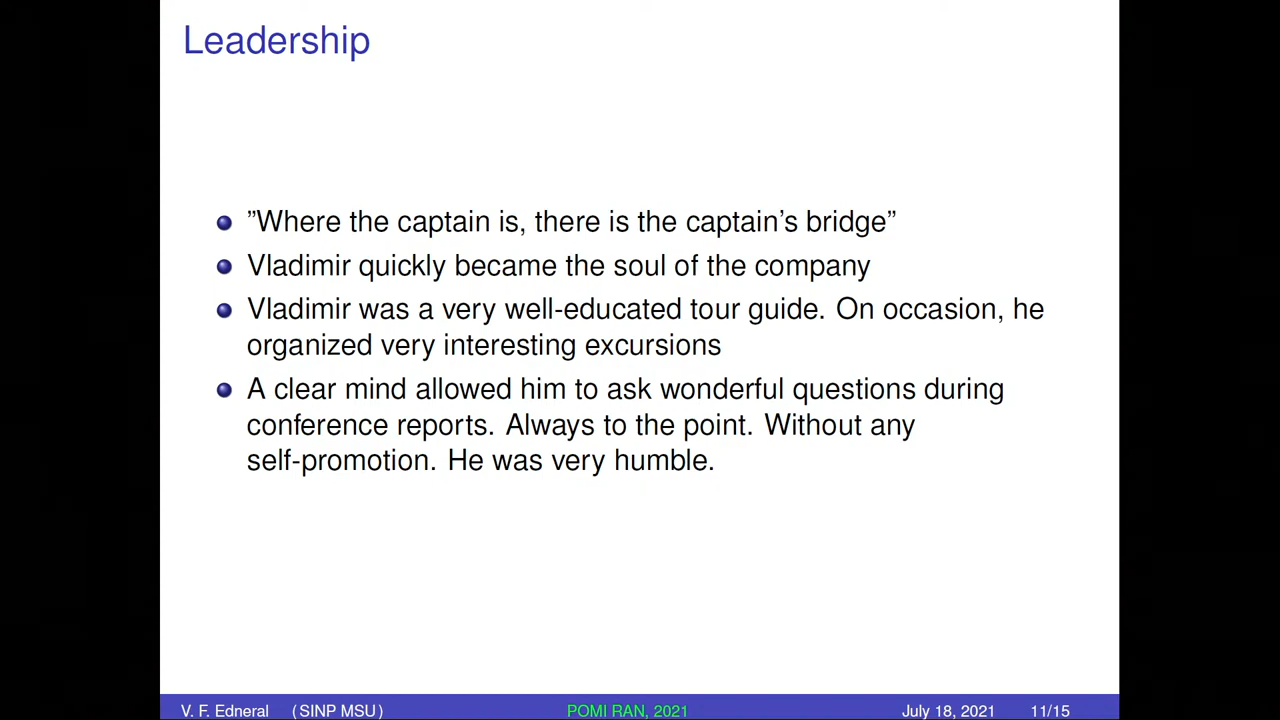 Leadership
”Where the captain is, there is the captain’s bridge”
Vladimir quickly became the soul of the company
Vladimir was a very well-educated tour guide. On occasion, he
organized very interesting excursions
A clear mind allowed him to ask wonderful questions during
conference reports. Always to the point. Without any
self-promotion. He was very humble.
V. F. Edneral (SINP MSU) POMI RAN, 2021 July 18, 2021 11/15